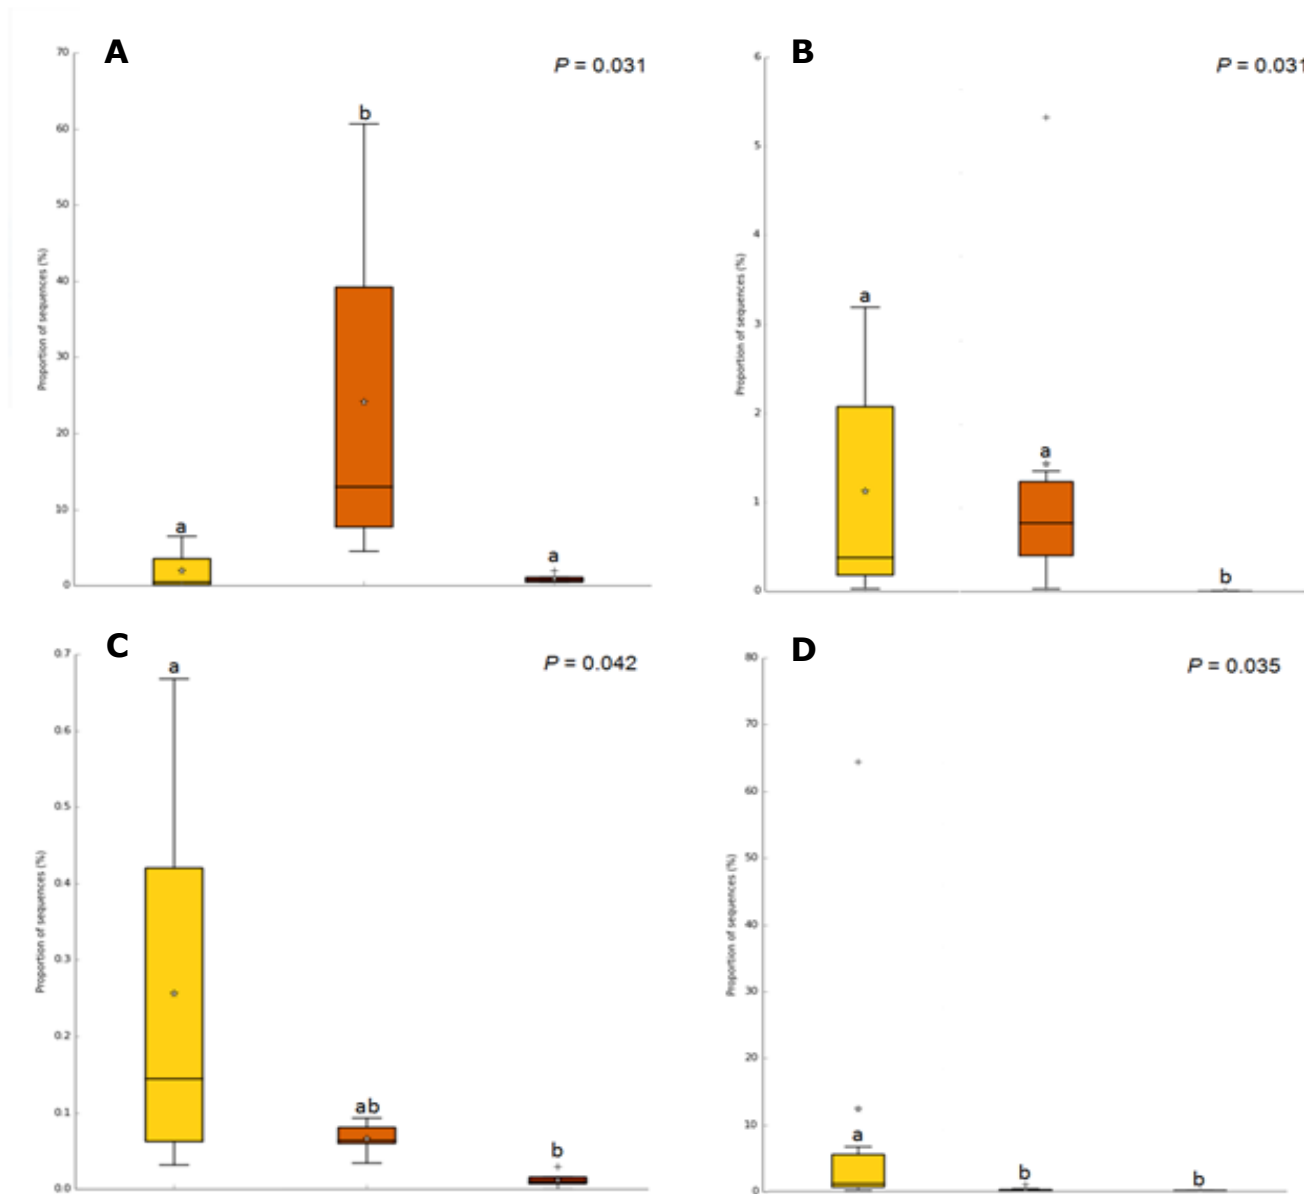 A
P = 0.031
70
60
50
40
30
20
10
0
Proportion of sequences (%)
a
b
a
B
P = 0.031
6
5
4
3
2
1
0
Proportion of sequences (%)
a
a
b
C
P = 0.042
0.7
0.6
0.5
0.4
0.3
0.2
0.1
0.0
Proportion of sequences (%)
a
ab
b
D
P = 0.035
80
70
60
50
40
30
20
10
0
Proportion of sequences (%)
a
b
b